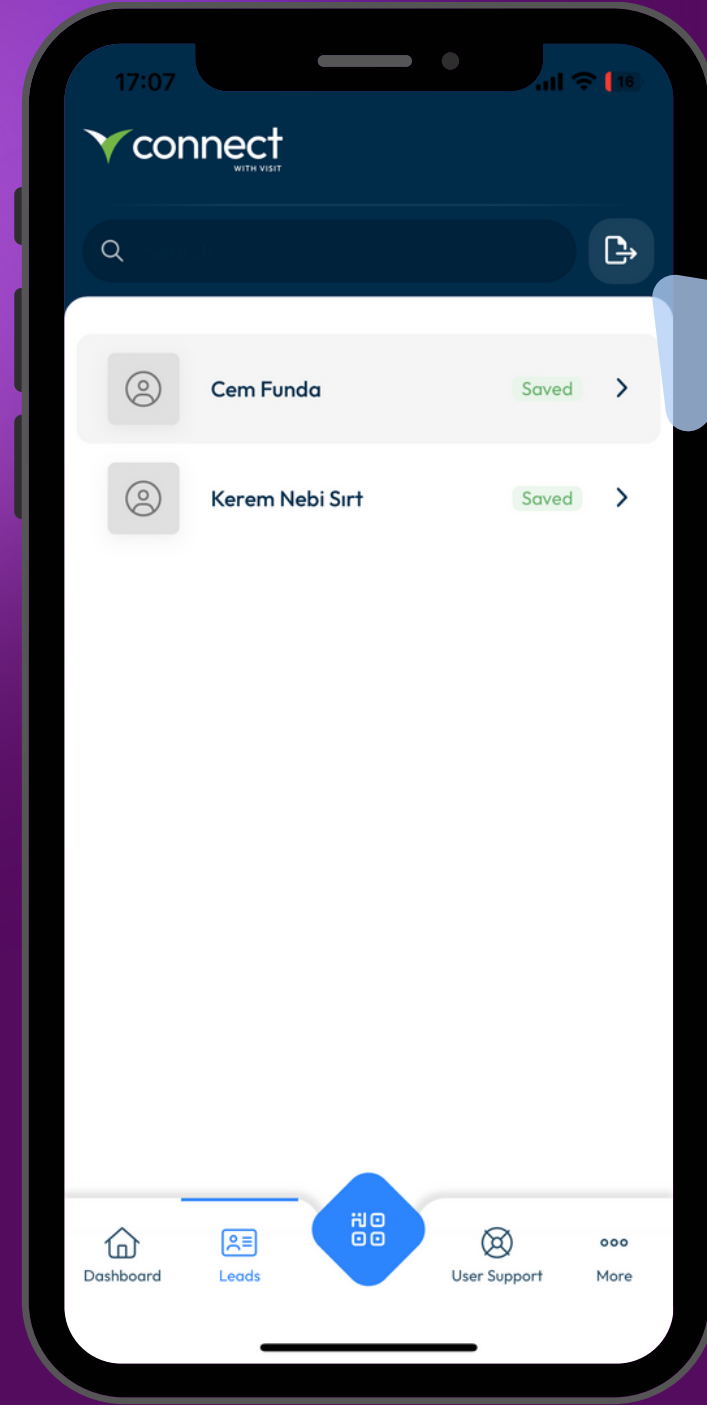 17:07
16
connect
WITH VISIT
Cem Funda
Saved
Kerem Nebi Sırt
Saved
Dashboard
Leads
User Support
More